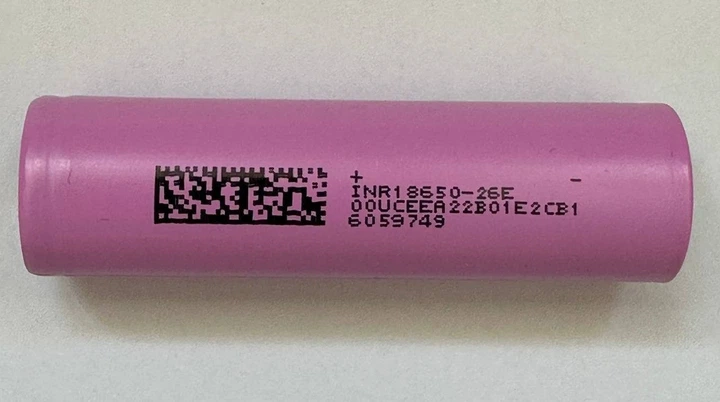 + -
INR18650-26E
00UCEEA22B01E2CB1
6059749